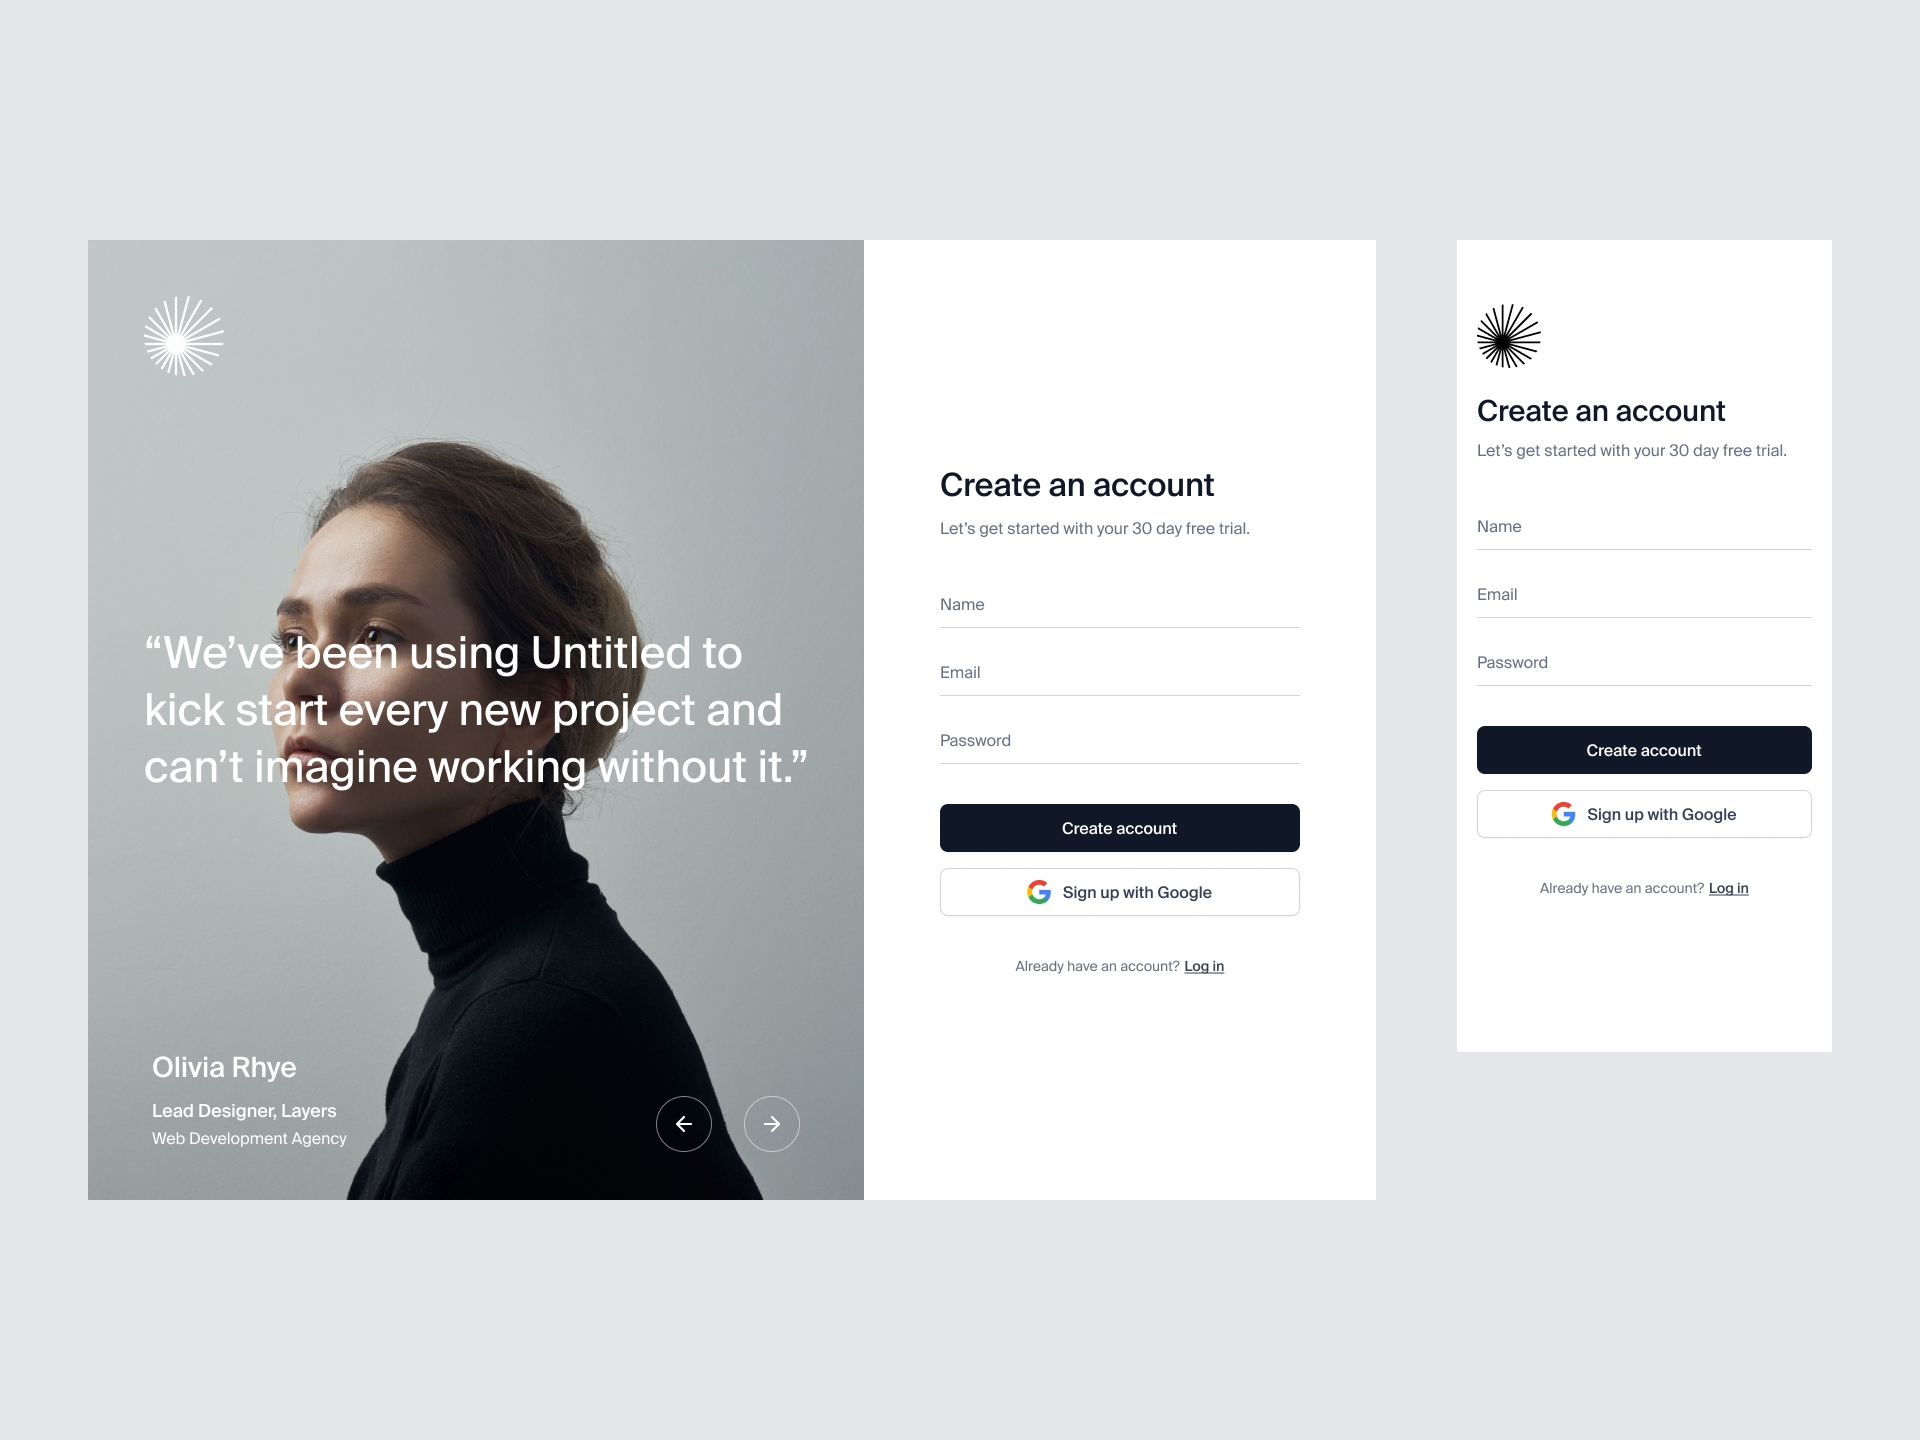 “We’ve been using Untitled to
kick start every new project and
can’t imagine working without it.”
Olivia Rhye
Lead Designer, Layers
Web Development Agency
Create an account
Let’s get started with your 30 day free trial.
Name
Email
Password
Create account
Sign up with Google
Already have an account? Log in
Create an account
Let’s get started with your 30 day free trial.
Name
Email
Password
Create account
Sign up with Google
Already have an account? Log in